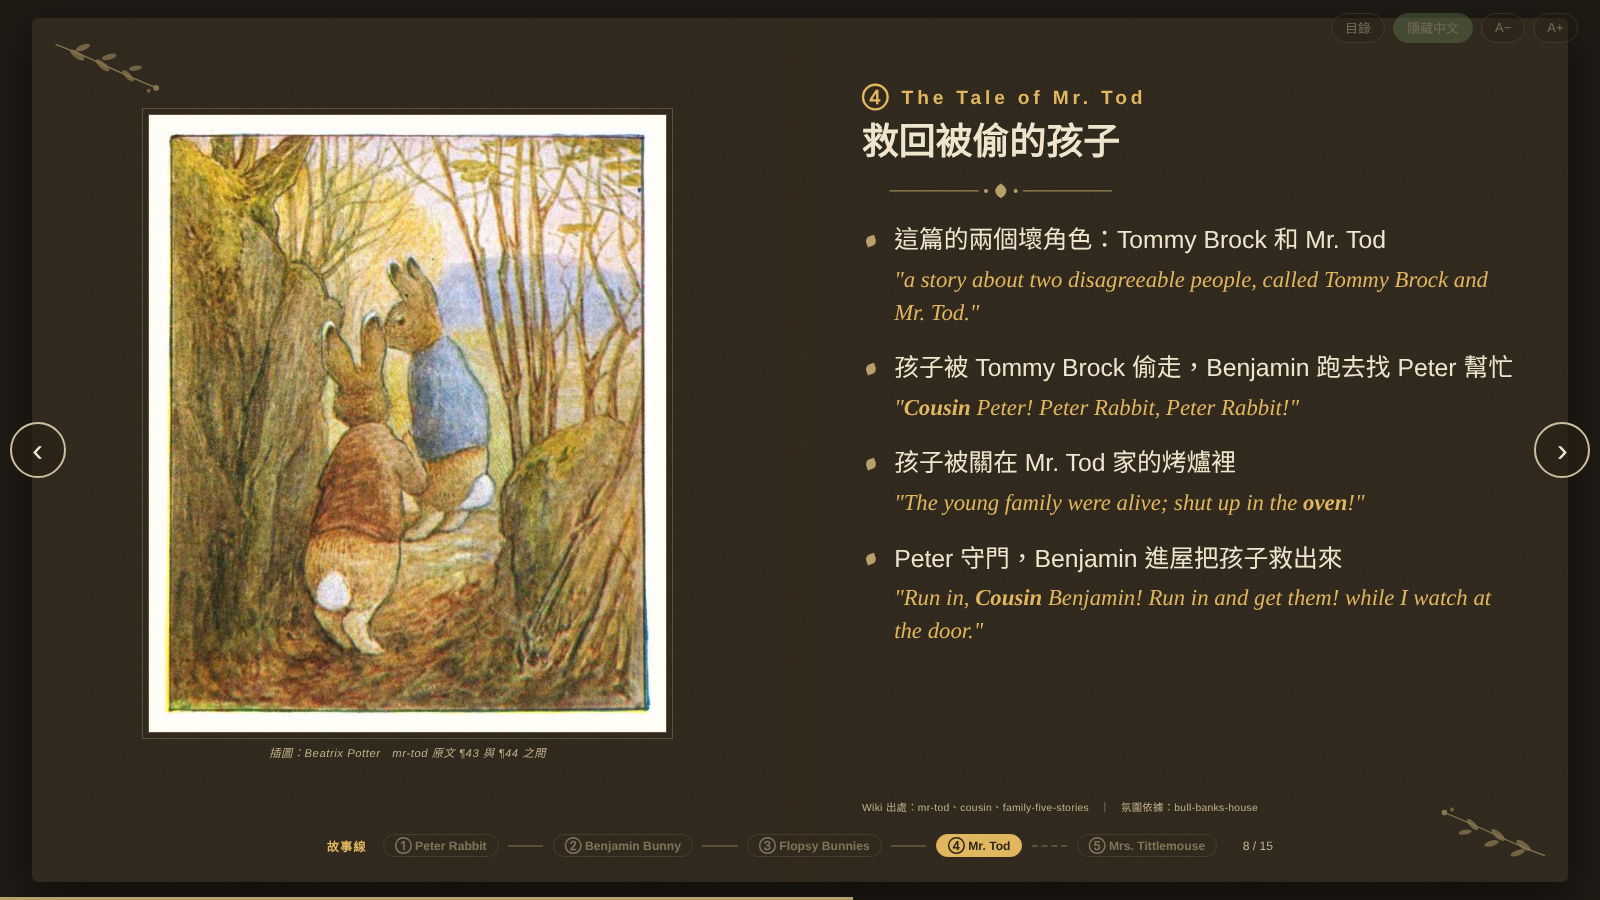 目錄
隱藏中文
A−
A+
④ The Tale of Mr. Tod
救回被偷的孩子
這篇的兩個壞角色：Tommy Brock 和 Mr. Tod
"a story about two disagreeable people, called Tommy Brock and
Mr. Tod."
孩子被 Tommy Brock 偷走，Benjamin 跑去找 Peter 幫忙
"Cousin Peter! Peter Rabbit, Peter Rabbit!"
孩子被關在 Mr. Tod 家的烤爐裡
"The young family were alive; shut up in the oven!"
Peter 守門，Benjamin 進屋把孩子救出來
"Run in, Cousin Benjamin! Run in and get them! while I watch at
the door."
‹
›
插圖：Beatrix Potter mr-tod 原文 ¶43 與 ¶44 之間
Wiki 出處：mr-tod、cousin、family-five-stories ｜ 氛圍依據：bull-banks-house
故事線 ① Peter Rabbit ② Benjamin Bunny ③ Flopsy Bunnies ④ Mr. Tod ⑤ Mrs. Tittlemouse 8 / 15